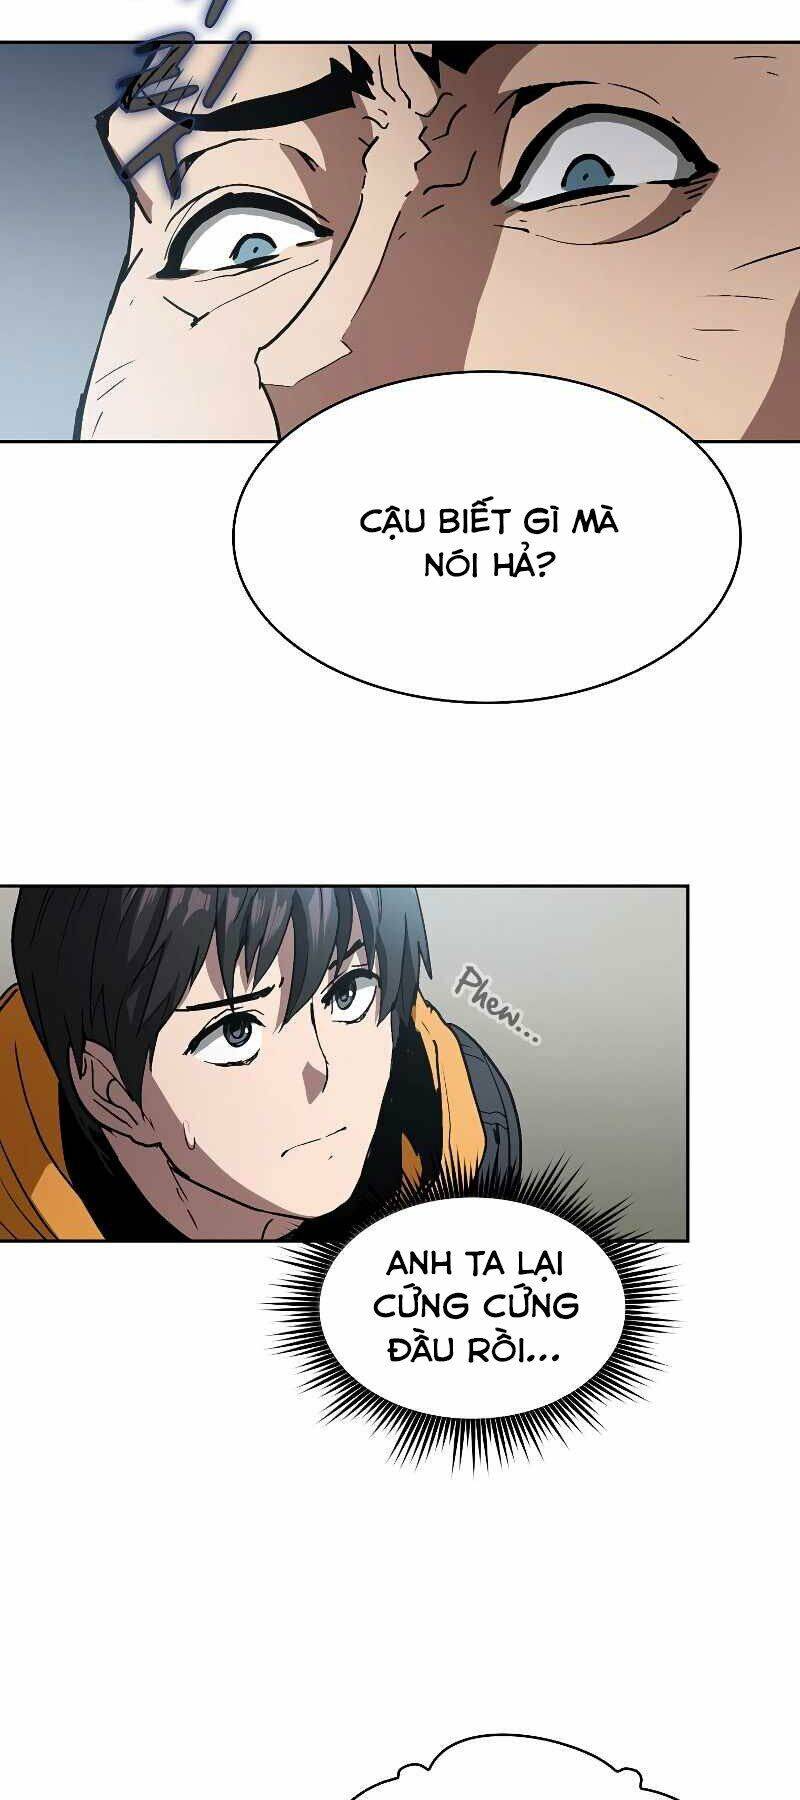 CẬU BIẾT GÌ MÀ
NÓI HẢ?
Phew...
ANH TA LẠI
CỨNG CỨNG
ĐẦU RỒI...